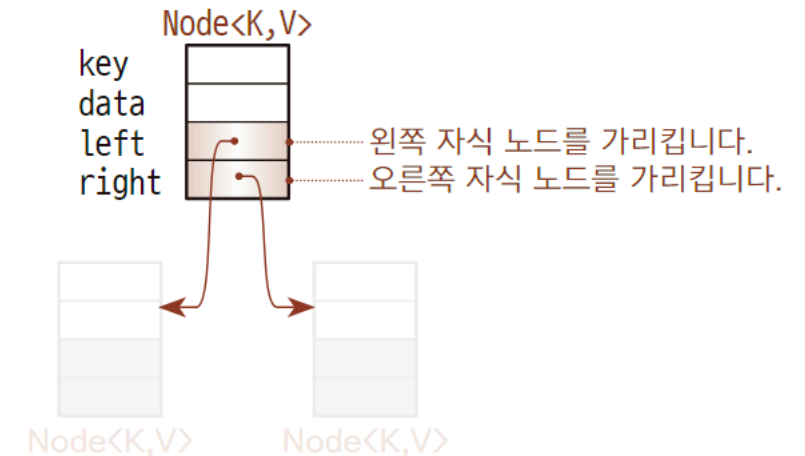 Node<K,V>
key
data
left
왼쪽 자식 노드를 가리킵니다.
right
오른쪽 자식 노드를 가리킵니다.
Node<K,V>
Node<K,V>